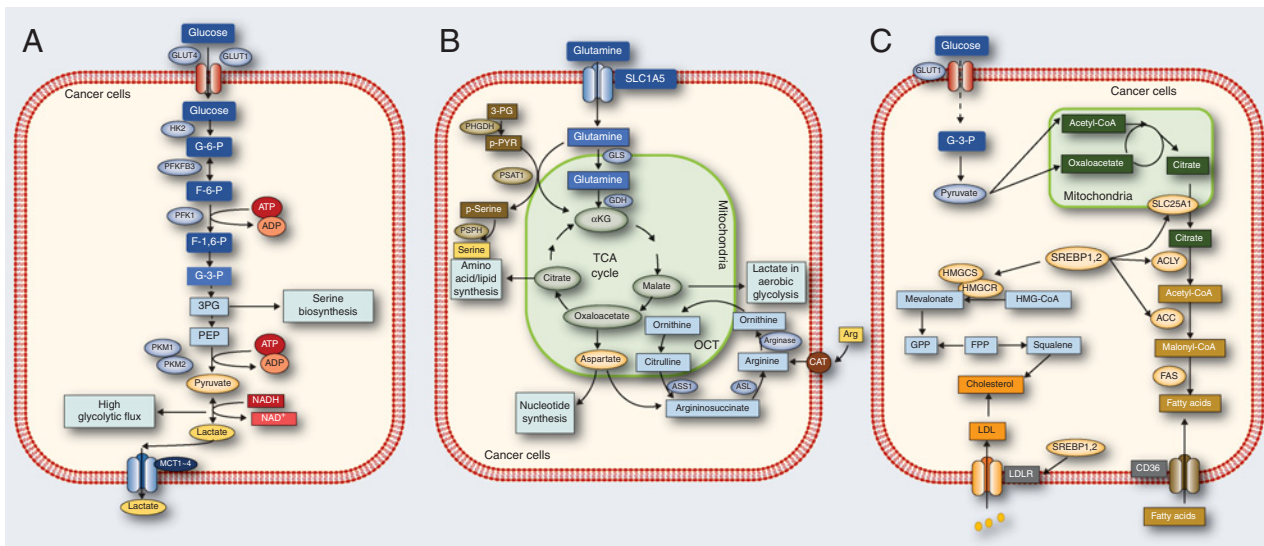 A
Glucose
GLUT4
GLUT1
Cancer cells
Glucose
HK2
G-6-P
PFKFB3
F-6-P
PFK1
ATP
ADP
F-1,6-P
G-3-P
3PG
Serine
biosynthesis
PEP
PKM1
PKM2
ATP
ADP
Pyruvate
High
glycolytic flux
NADH
NAD+
Lactate
MCT1~4
Lactate
B
Glutamine
SLC1A5
3-PG
PHGDH
p-PYR
Glutamine
GLS
PSAT1
Glutamine
GDH
p-Serine
αKG
PSPH
Serine
Mitochondria
Amino
acid/lipid
synthesis
TCA
cycle
Citrate
Malate
Lactate in
aerobic
glycolysis
Oxaloacetate
Ornithine
Ornithine
Arginase
Arg
OCT
Aspartate
Citrulline
Arginine
CAT
ASS1
ASL
Nucleotide
synthesis
Argininosuccinate
Cancer cells
C
Glucose
GLUT1
Cancer cells
G-3-P
Acetyl-CoA
Oxaloacetate
Citrate
Pyruvate
Mitochondria
SLC25A1
Citrate
SREBP1,2
ACLY
HMGCS
HMGCR
Mevalonate
HMG-CoA
Acetyl-CoA
ACC
GPP
FPP
Squalene
Malonyl-CoA
FAS
Cholesterol
Fatty acids
LDL
SREBP1,2
LDLR
CD36
Fatty acids